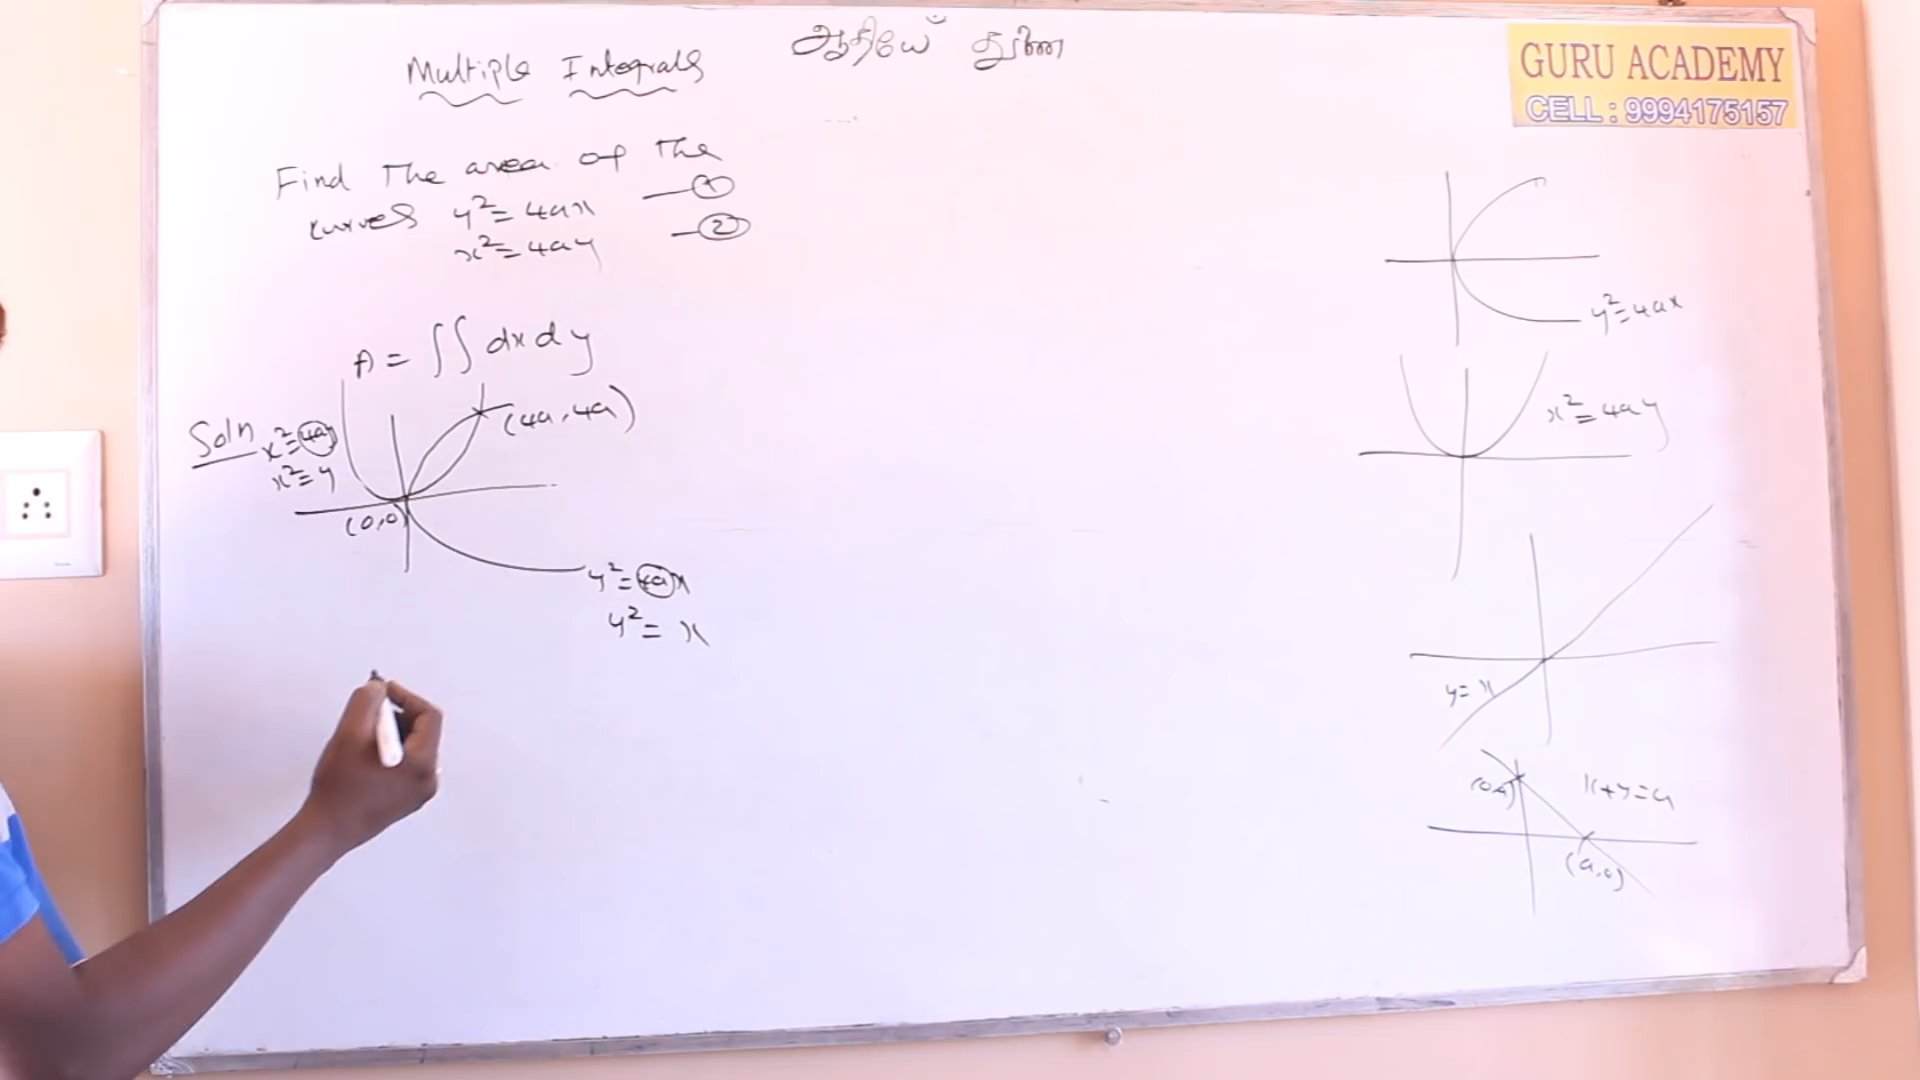 Multiple Integrals
ஆதியே துணை
GURU ACADEMY
CELL : 9994175157
Find The area of The
curves y²=4ax —①
x²=4ay —②
A = ∫∫ dx dy
Soln
x²=4ay
x²=y
(4a,4a)
(0,0)
y²=4ax
y²=x
y²=4ax
x²=4ay
y=x
(0,a)
x+y=a
(a,0)